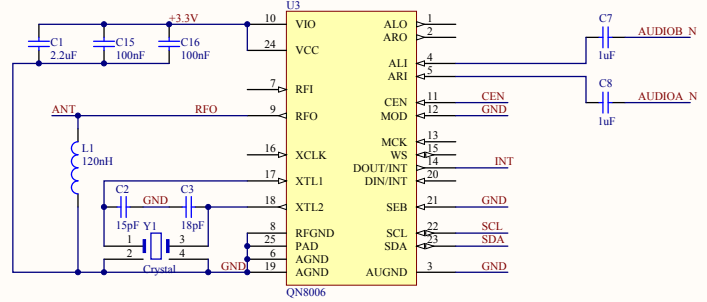 U3
+3.3V
10 VIO ALO 1
ARO 2
C1
2.2uF
C15
100nF
C16
100nF
24 VCC
ALI 4
ARI 5
C7
1uF
AUDIOB_N
C8
1uF
AUDIOA_N
7 RFI
CEN 11 CEN
ANT RFO 9 RFO MOD 12 GND
MCK 13
L1
120nH
16 XCLK WS 15
DOUT/INT 14 INT
17 XTL1 DIN/INT 20
C2 GND C3
15pF 18pF
18 XTL2 SEB 21 GND
Y1
1 3
2 4
Crystal
8 RFGND SCL 22 SCL
25 PAD SDA 23 SDA
6 AGND
GND 19 AGND AUGND 3 GND
QN8006